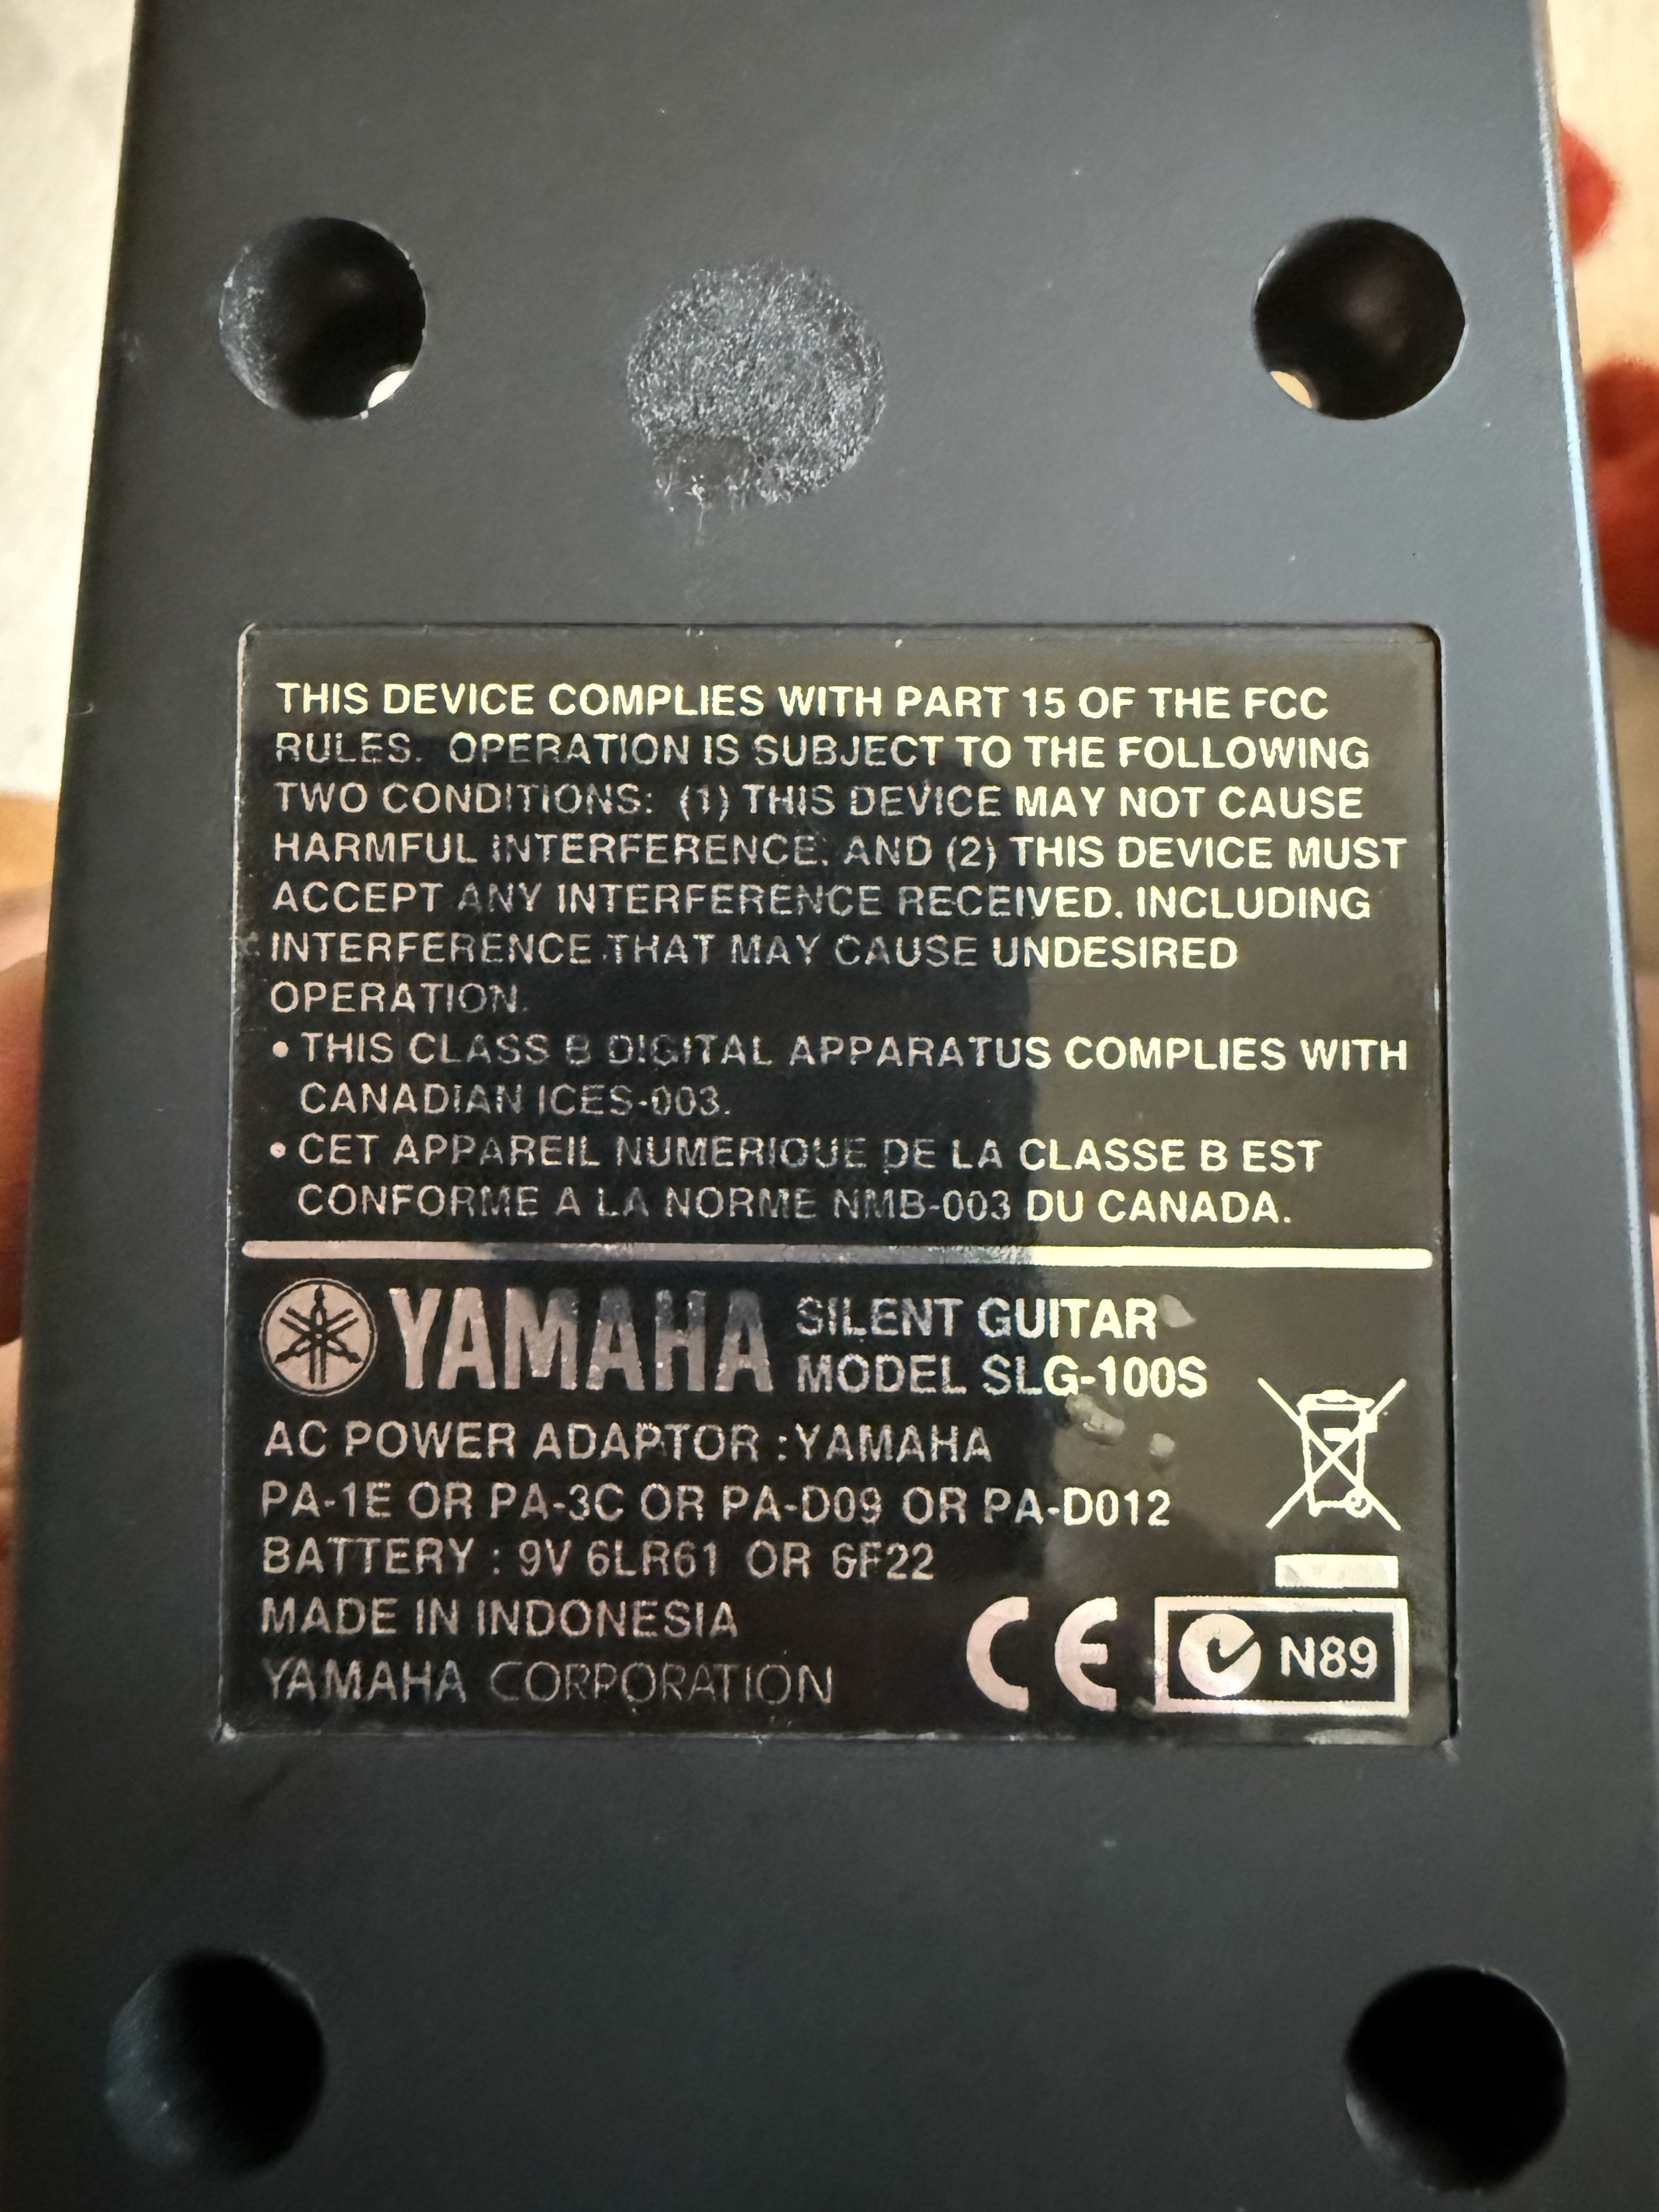 THIS DEVICE COMPLIES WITH PART 15 OF THE FCC
RULES. OPERATION IS SUBJECT TO THE FOLLOWING
TWO CONDITIONS: (1) THIS DEVICE MAY NOT CAUSE
HARMFUL INTERFERENCE. AND (2) THIS DEVICE MUST
ACCEPT ANY INTERFERENCE RECEIVED. INCLUDING
INTERFERENCE THAT MAY CAUSE UNDESIRED
OPERATION.
• THIS CLASS B DIGITAL APPARATUS COMPLIES WITH
CANADIAN ICES-003.
• CET APPAREIL NUMERIQUE DE LA CLASSE B EST
CONFORME A LA NORME NMB-003 DU CANADA.
YAMAHA SILENT GUITAR
MODEL SLG-100S
AC POWER ADAPTOR : YAMAHA
PA-1E OR PA-3C OR PA-D09 OR PA-D012
BATTERY : 9V 6LR61 OR 6F22
MADE IN INDONESIA
YAMAHA CORPORATION
CE N89